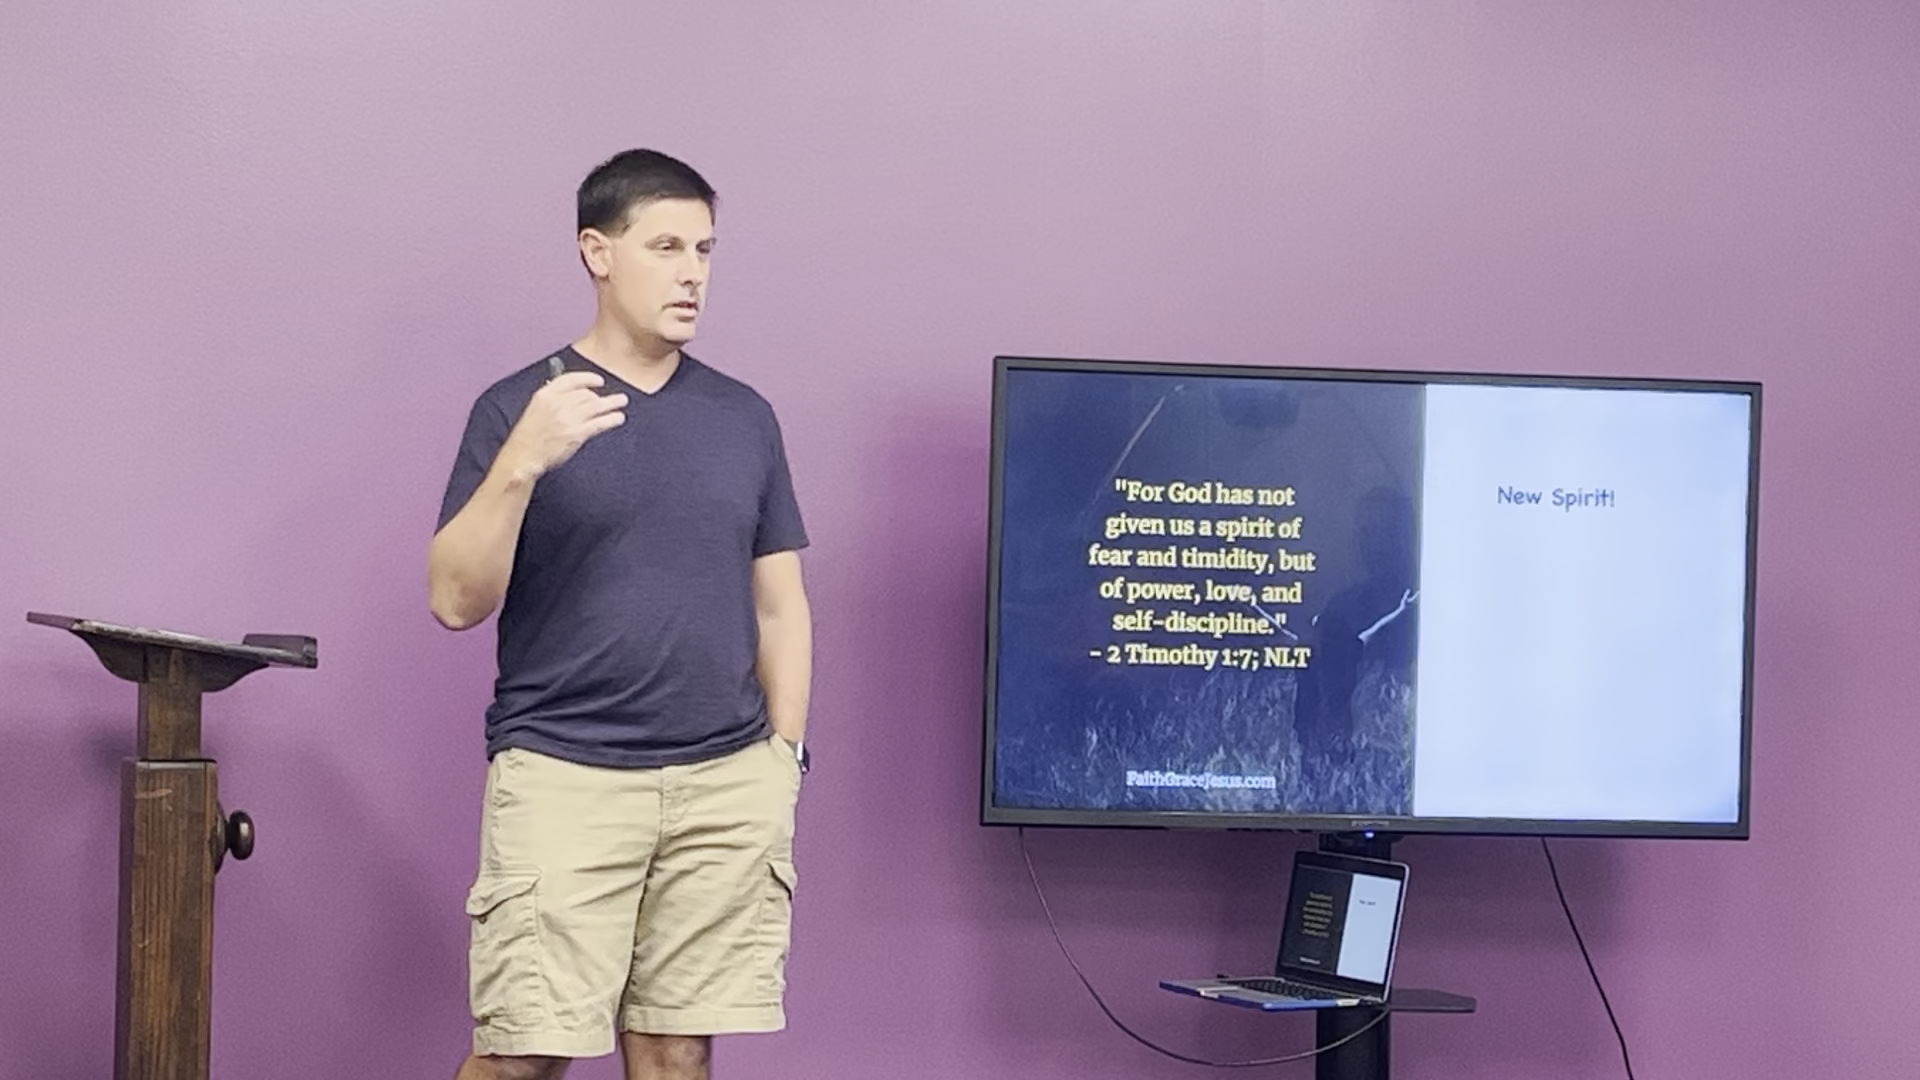 "For God has not
given us a spirit of
fear and timidity, but
of power, love, and
self-discipline."
- 2 Timothy 1:7; NLT
FaithGraceJesus.com
New Spirit!